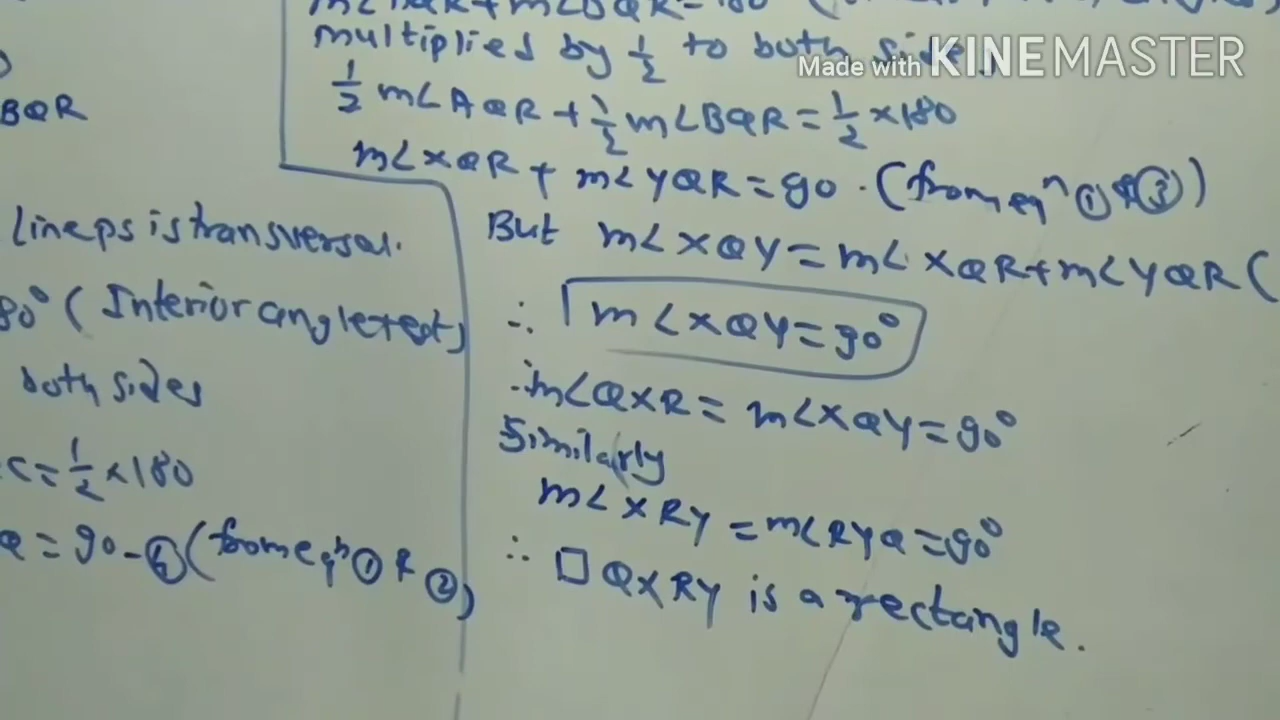 BQR
Line ps is transversal.
90° (Interior angle test)
both sides
c = 1/2 × 180
Q = 90 - ④ (from eqⁿ ① & ②)
multiplied by 1/2 to both sides
1/2 m∠AQR + 1/2 m∠BQR = 1/2 × 180
m∠XQR + m∠YQR = 90 . (from eqⁿ ① & ③)
But m∠XQY = m∠XQR + m∠YQR (
∴ m∠XQY = 90°
∴ m∠QXR = m∠XQY = 90°
Similarly
m∠XRY = m∠RYQ = 90°
∴ □ QXRY is a rectangle.
Made with KINEMASTER